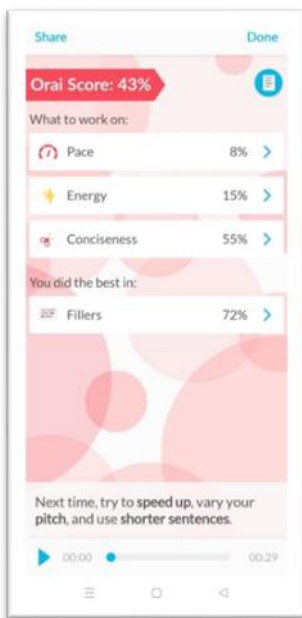 Share Done
Orai Score: 43%
What to work on:
Pace 8%
Energy 15%
Conciseness 55%
You did the best in:
Fillers 72%
Next time, try to speed up, vary your
pitch, and use shorter sentences.
00:00 00:29